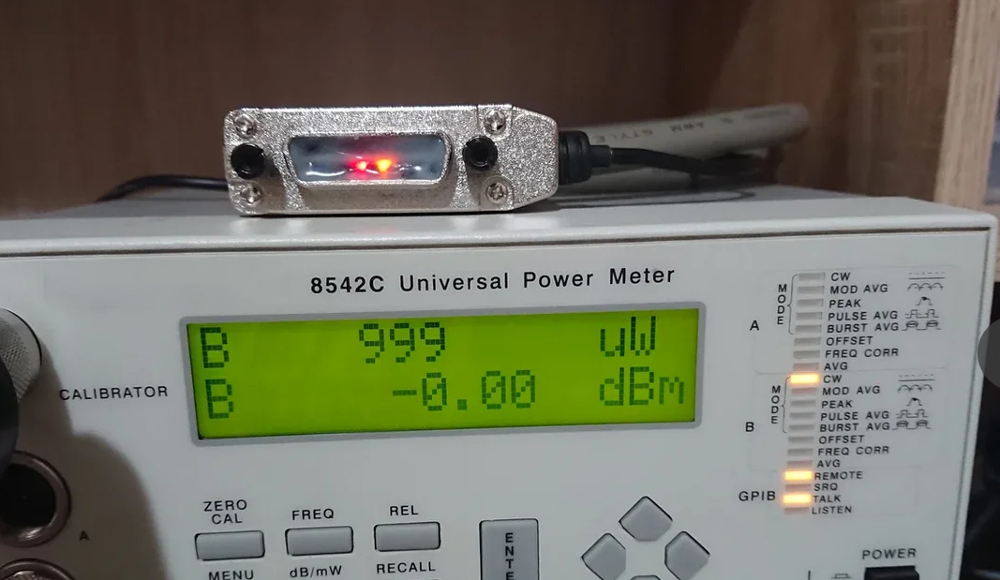 8542C Universal Power Meter
B 999 uW
B -0.00 dBm
CALIBRATOR
A
MODE
CW
MOD AVG
PEAK
PULSE AVG
BURST AVG
OFFSET
FREQ CORR
AVG
B
MODE
CW
MOD AVG
PEAK
PULSE AVG
BURST AVG
OFFSET
FREQ CORR
AVG
GPIB
REMOTE
SRQ
TALK
LISTEN
A
ZERO
CAL
FREQ
REL
MENU
dB/mW
RECALL
ENTE
POWER